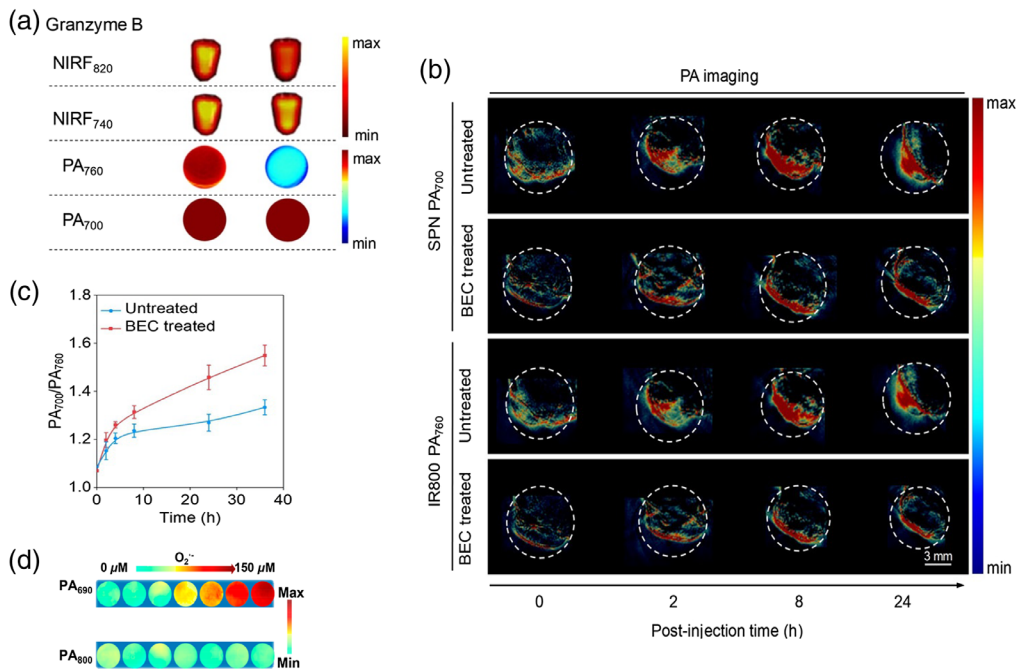 (a)
Granzyme B
NIRF820
NIRF740
PA760
PA700
max
min
max
min
(b)
PA imaging
SPN PA700
Untreated
BEC treated
IR800 PA760
Untreated
BEC treated
3 mm
0 2 8 24
Post-injection time (h)
max
min
(c)
1.8
1.6
1.4
1.2
1.0
PA700/PA760
Untreated
BEC treated
0 10 20 30 40
Time (h)
(d)
O2·-
0 µM 150 µM
PA690
PA800
Max
Min